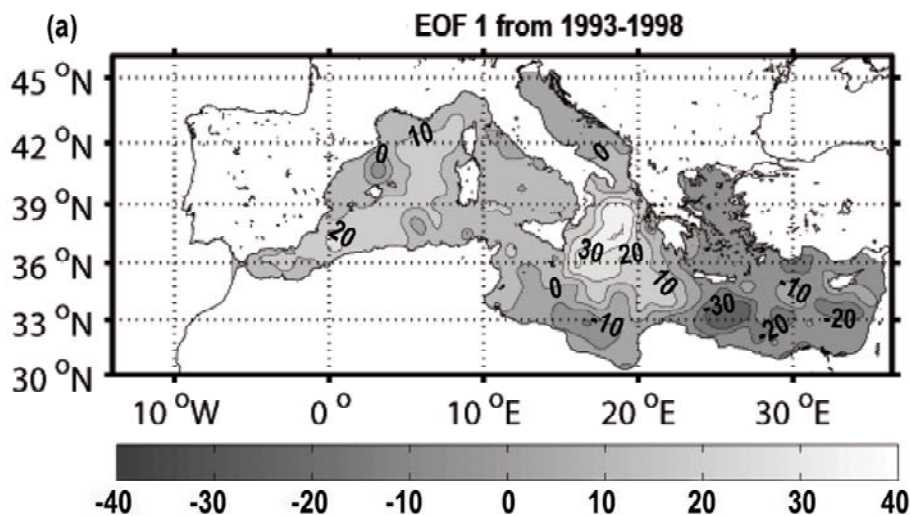 (a) EOF 1 from 1993-1998
45 °N
42 °N
39 °N
36 °N
33 °N
30 °N
0 10 0
20 30 20
0 10 -10
-10 -30 -20 -20
10 °W 0 ° 10 °E 20 °E 30 °E
-40 -30 -20 -10 0 10 20 30 40